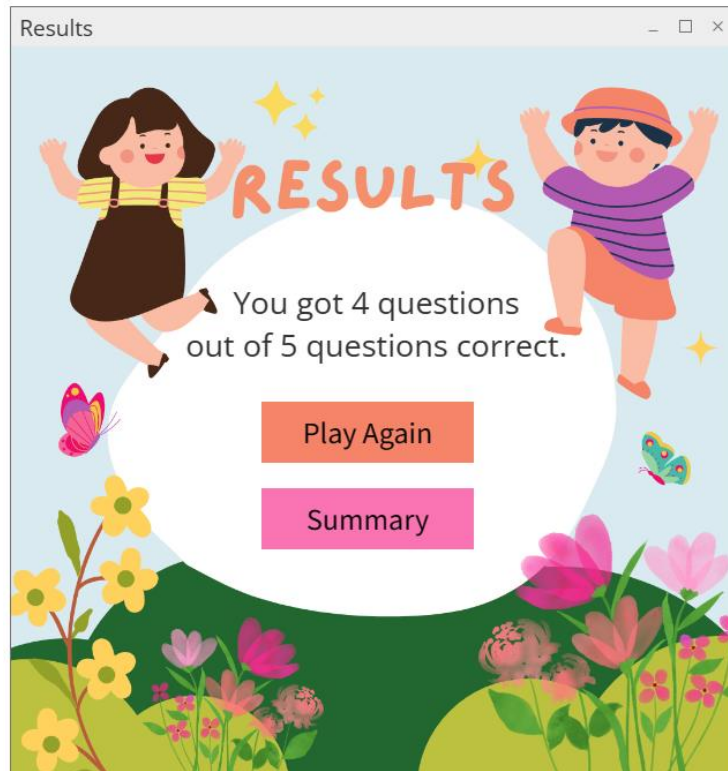 Results
RESULTS
You got 4 questions
out of 5 questions correct.
Play Again
Summary